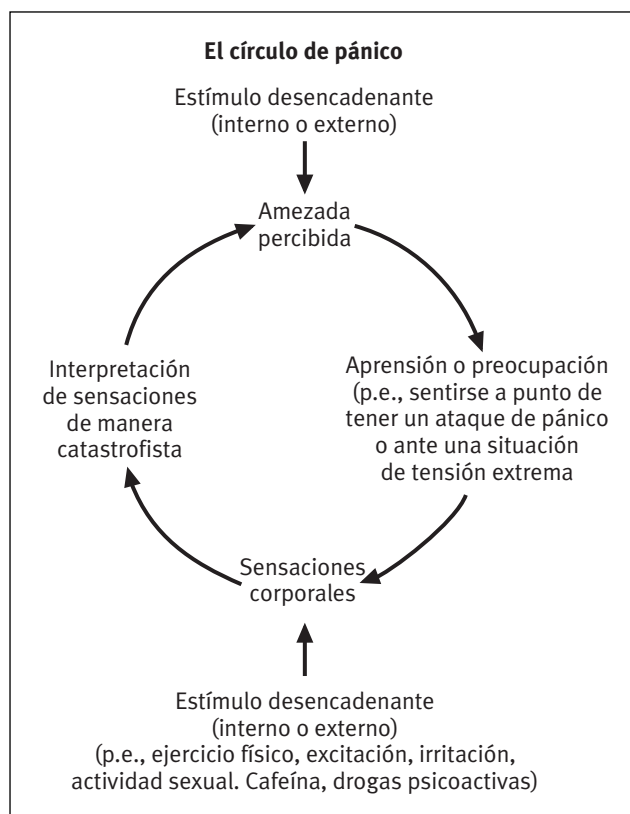 El círculo de pánico
Estímulo desencadenante
(interno o externo)
Amezada
percibida
Interpretación
de sensaciones
de manera
catastrofista
Aprensión o preocupación
(p.e., sentirse a punto de
tener un ataque de pánico
o ante una situación
de tensión extrema
Sensaciones
corporales
Estímulo desencadenante
(interno o externo)
(p.e., ejercicio físico, excitación, irritación,
actividad sexual. Cafeína, drogas psicoactivas)